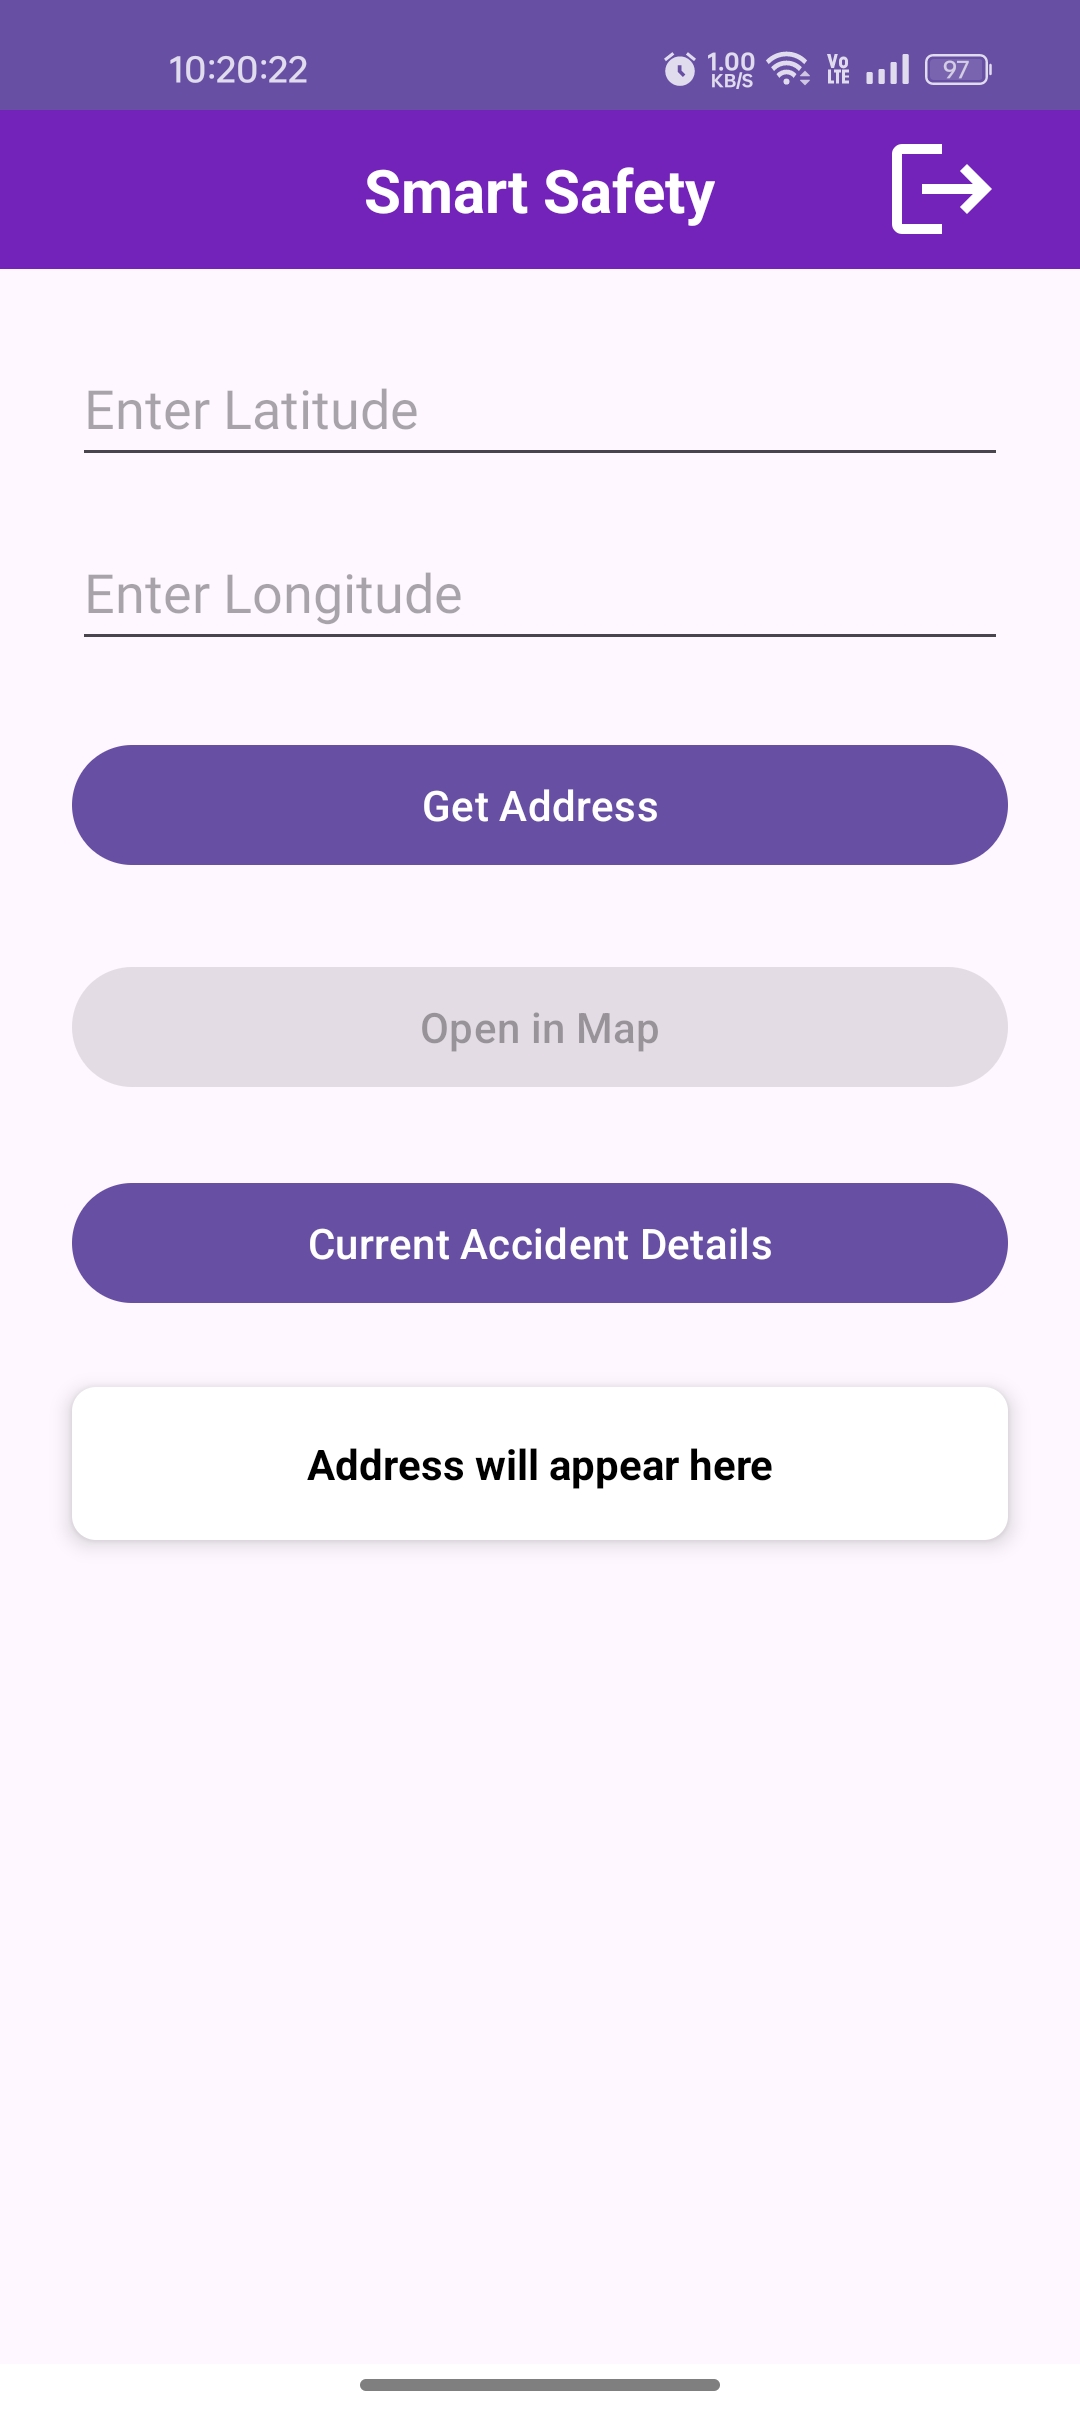 10:20:22 1.00 KB/S Vo LTE 97
Smart Safety
Enter Latitude
Enter Longitude
Get Address
Open in Map
Current Accident Details
Address will appear here